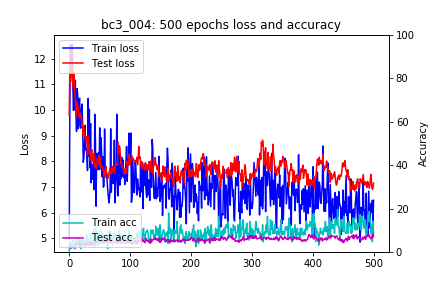 bc3_004: 500 epochs loss and accuracy
Train loss
Test loss
Train acc
Test acc
Loss
12
11
10
9
8
7
6
5
Accuracy
100
80
60
40
20
0
0
100
200
300
400
500